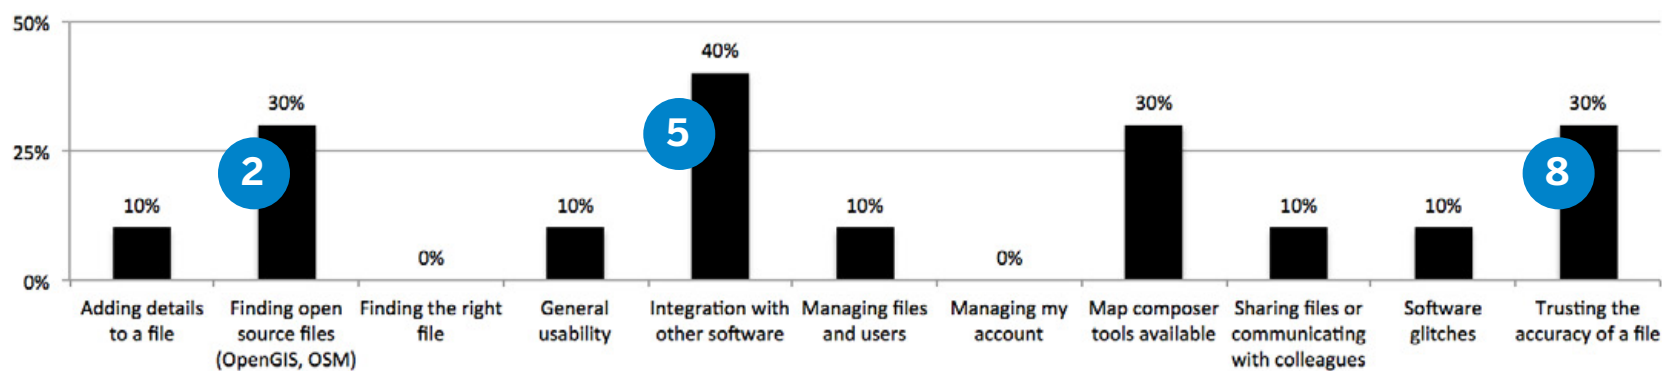 50%
40%
30%
30%
30%
5
2
8
25%
10%
10%
10%
10%
10%
0%
0%
0%
Adding details
to a file
Finding open
source files
(OpenGIS, OSM)
Finding the right
file
General
usability
Integration with
other software
Managing files
and users
Managing my
account
Map composer
tools available
Sharing files or
communicating
with colleagues
Software
glitches
Trusting the
accuracy of a file